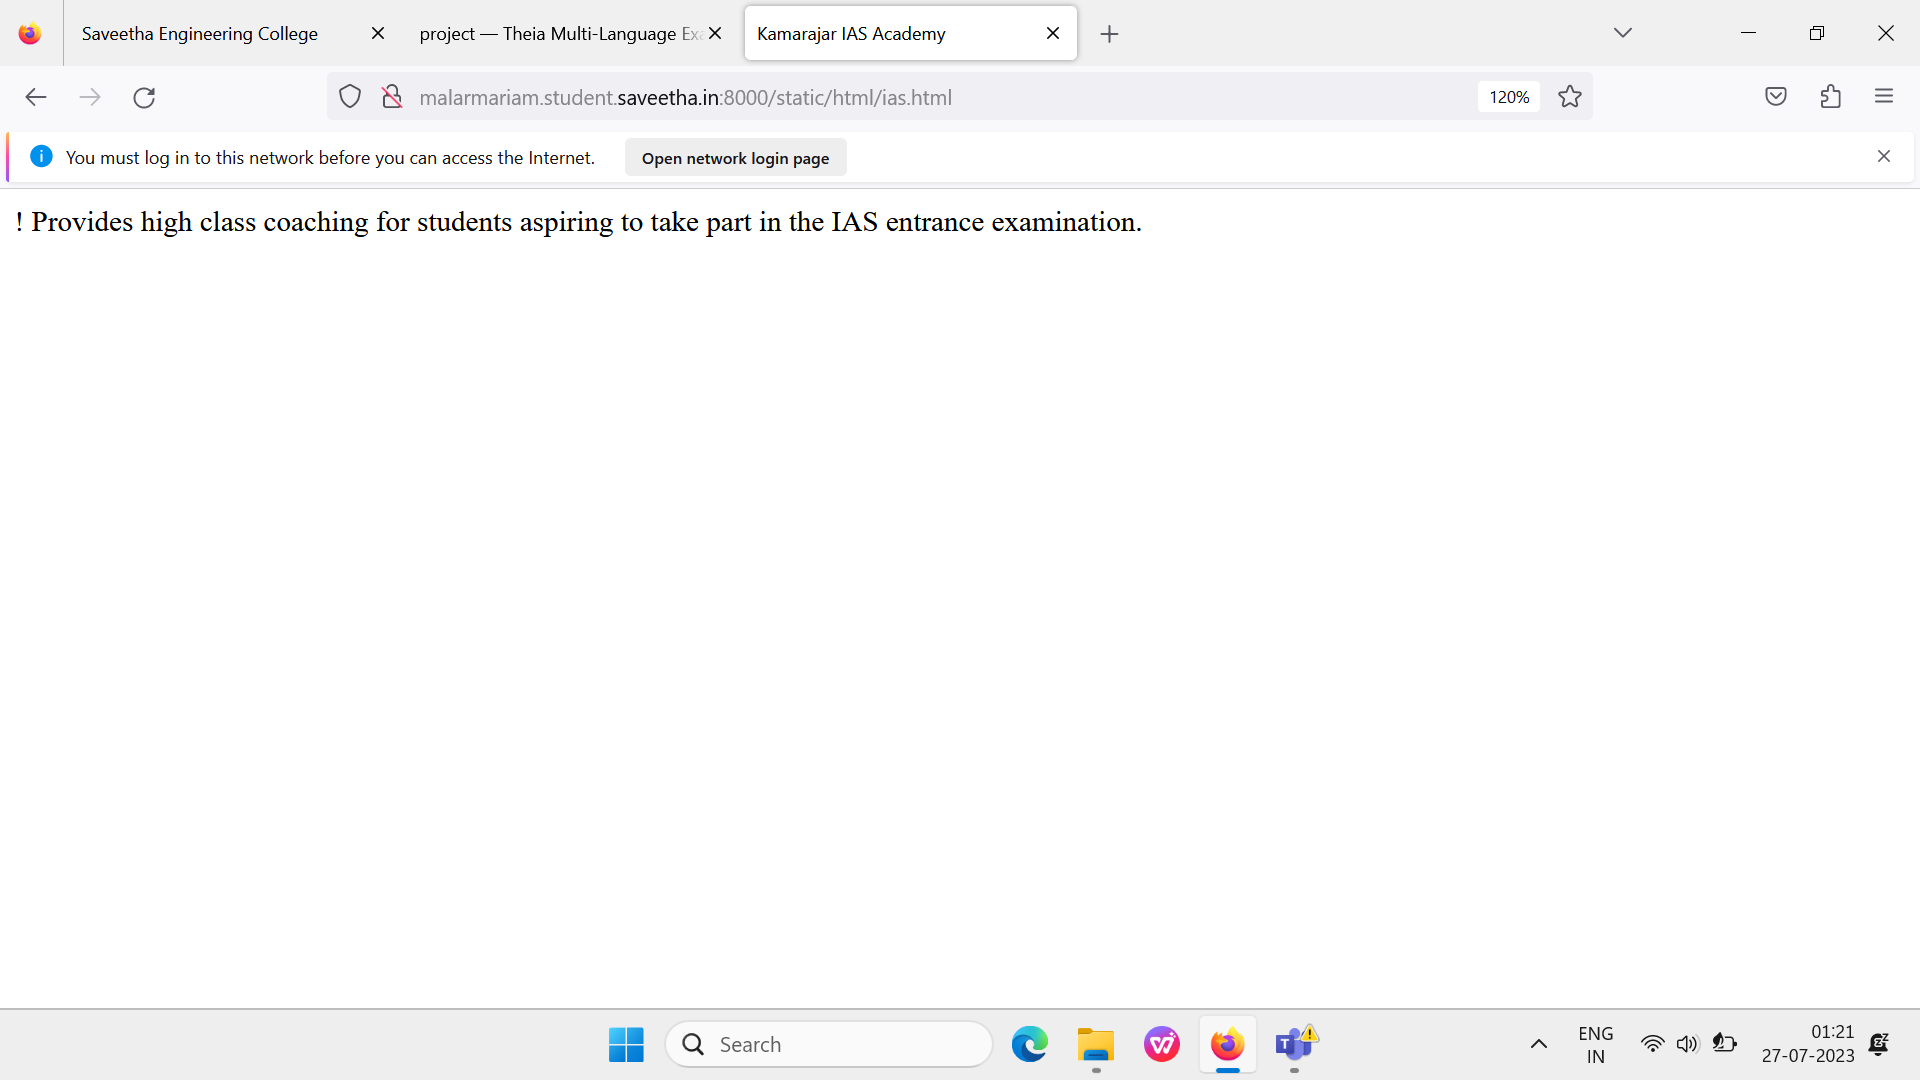 Saveetha Engineering College
project — Theia Multi-Language Exa
Kamarajar IAS Academy
malarmariam.student.saveetha.in:8000/static/html/ias.html
120%
You must log in to this network before you can access the Internet.
Open network login page
! Provides high class coaching for students aspiring to take part in the IAS entrance examination.
Search
ENG
IN
01:21
27-07-2023